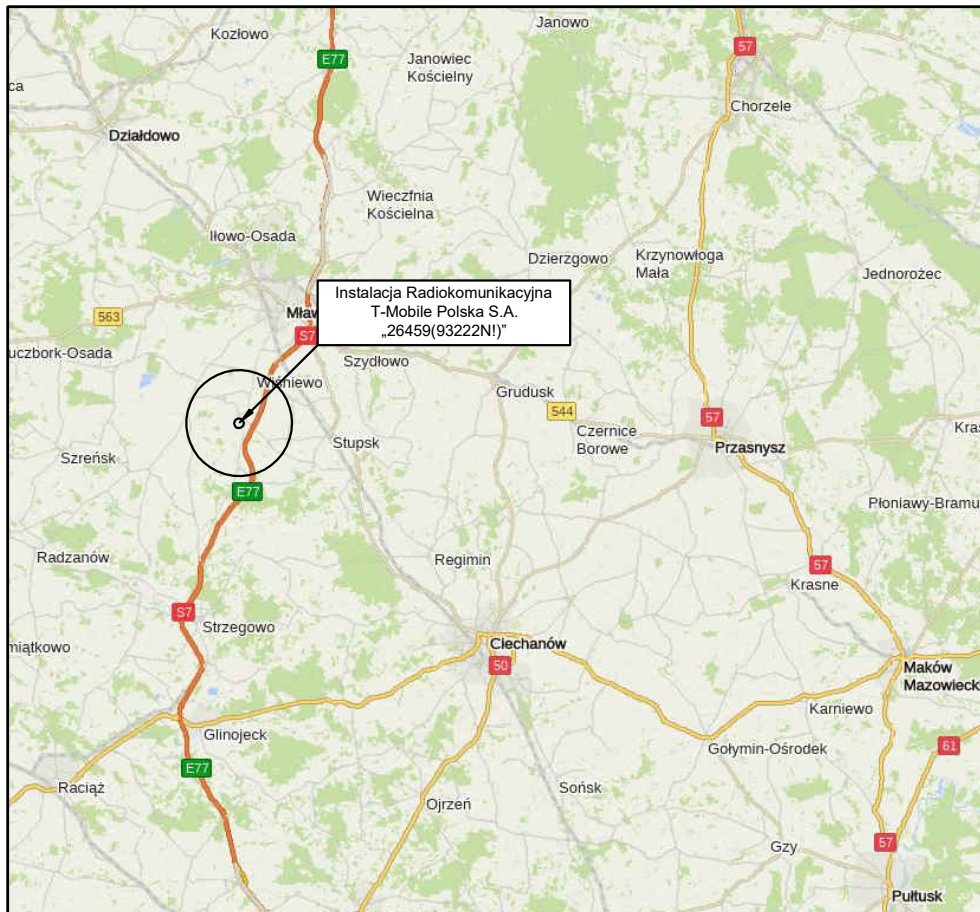 Janowo
Kozłowo
57
E77
Janowiec
Kościelny
ca
Chorzele
Działdowo
Wieczfnia
Kościelna
Iłowo-Osada
Dzierzgowo
Krzynowłoga
Mała
Jednorożec
Instalacja Radiokomunikacyjna
T-Mobile Polska S.A.
„26459(93222N!)”
Mław
563
S7
uczbork-Osada
Szydłowo
Wiśniewo
Grudusk
544
57
Kras
Czernice
Borowe
Stupsk
Przasnysz
Szreńsk
E77
Płoniawy-Bramu
Radzanów
Regimin
57
Krasne
S7
Strzegowo
miątkowo
Ciechanów
50
Maków
Mazowieck
Karniewo
Glinojeck
Gołymin-Ośrodek
61
E77
Raciąż
Sońsk
Ojrzeń
57
Gzy
Pułtusk